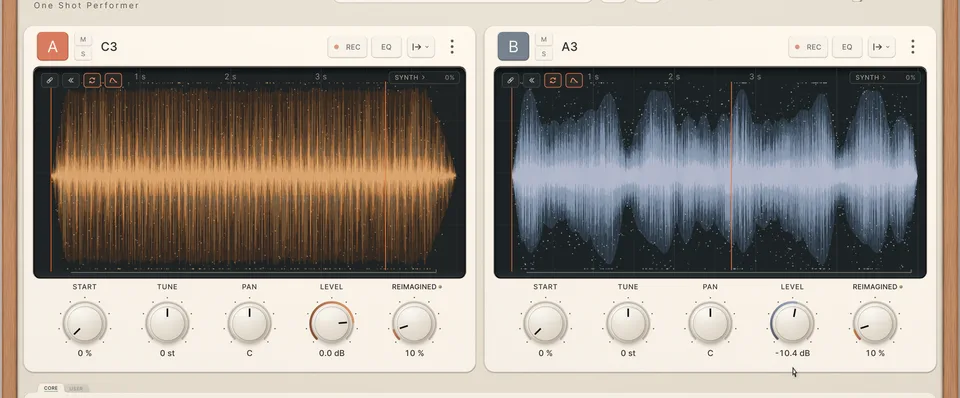 One Shot Performer
A
M
S
C3
REC
EQ
1 s
2 s
3 s
SYNTH
0%
START
TUNE
PAN
LEVEL
REIMAGINED
0 %
0 st
C
0.0 dB
10 %
B
M
S
A3
REC
EQ
1 s
2 s
3 s
SYNTH
0%
START
TUNE
PAN
LEVEL
REIMAGINED
0 %
0 st
C
-10.4 dB
10 %
CORE
USER